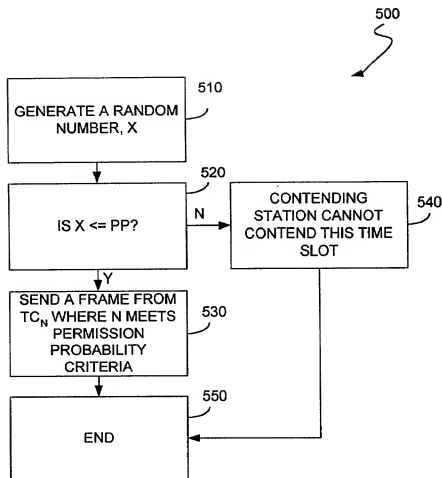 500
510
GENERATE A RANDOM
NUMBER, X
520
IS X <= PP?
N
540
CONTENDING
STATION CANNOT
CONTEND THIS TIME
SLOT
Y
SEND A FRAME FROM
TCN WHERE N MEETS
PERMISSION
PROBABILITY
CRITERIA
530
550
END